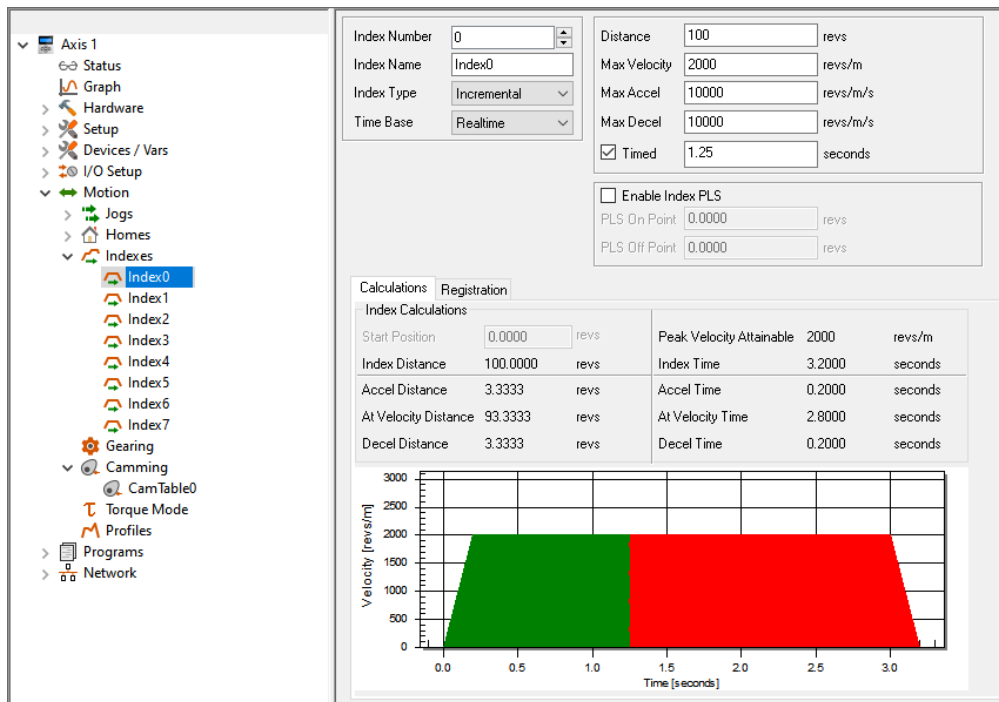 Axis 1
Status
Graph
Hardware
Setup
Devices / Vars
I/O Setup
Motion
Jogs
Homes
Indexes
Index0
Index1
Index2
Index3
Index4
Index5
Index6
Index7
Gearing
Camming
CamTable0
Torque Mode
Profiles
Programs
Network
Index Number 0
Index Name Index0
Index Type Incremental
Time Base Realtime
Distance 100 revs
Max Velocity 2000 revs/m
Max Accel 10000 revs/m/s
Max Decel 10000 revs/m/s
Timed 1.25 seconds
Enable Index PLS
PLS On Point 0.0000 revs
PLS Off Point 0.0000 revs
Calculations Registration
Index Calculations
Start Position 0.0000 revs Peak Velocity Attainable 2000 revs/m
Index Distance 100.0000 revs Index Time 3.2000 seconds
Accel Distance 3.3333 revs Accel Time 0.2000 seconds
At Velocity Distance 93.3333 revs At Velocity Time 2.8000 seconds
Decel Distance 3.3333 revs Decel Time 0.2000 seconds
Velocity [revs/m]
3000
2500
2000
1500
1000
500
0
0.0 0.5 1.0 1.5 2.0 2.5 3.0
Time [seconds]